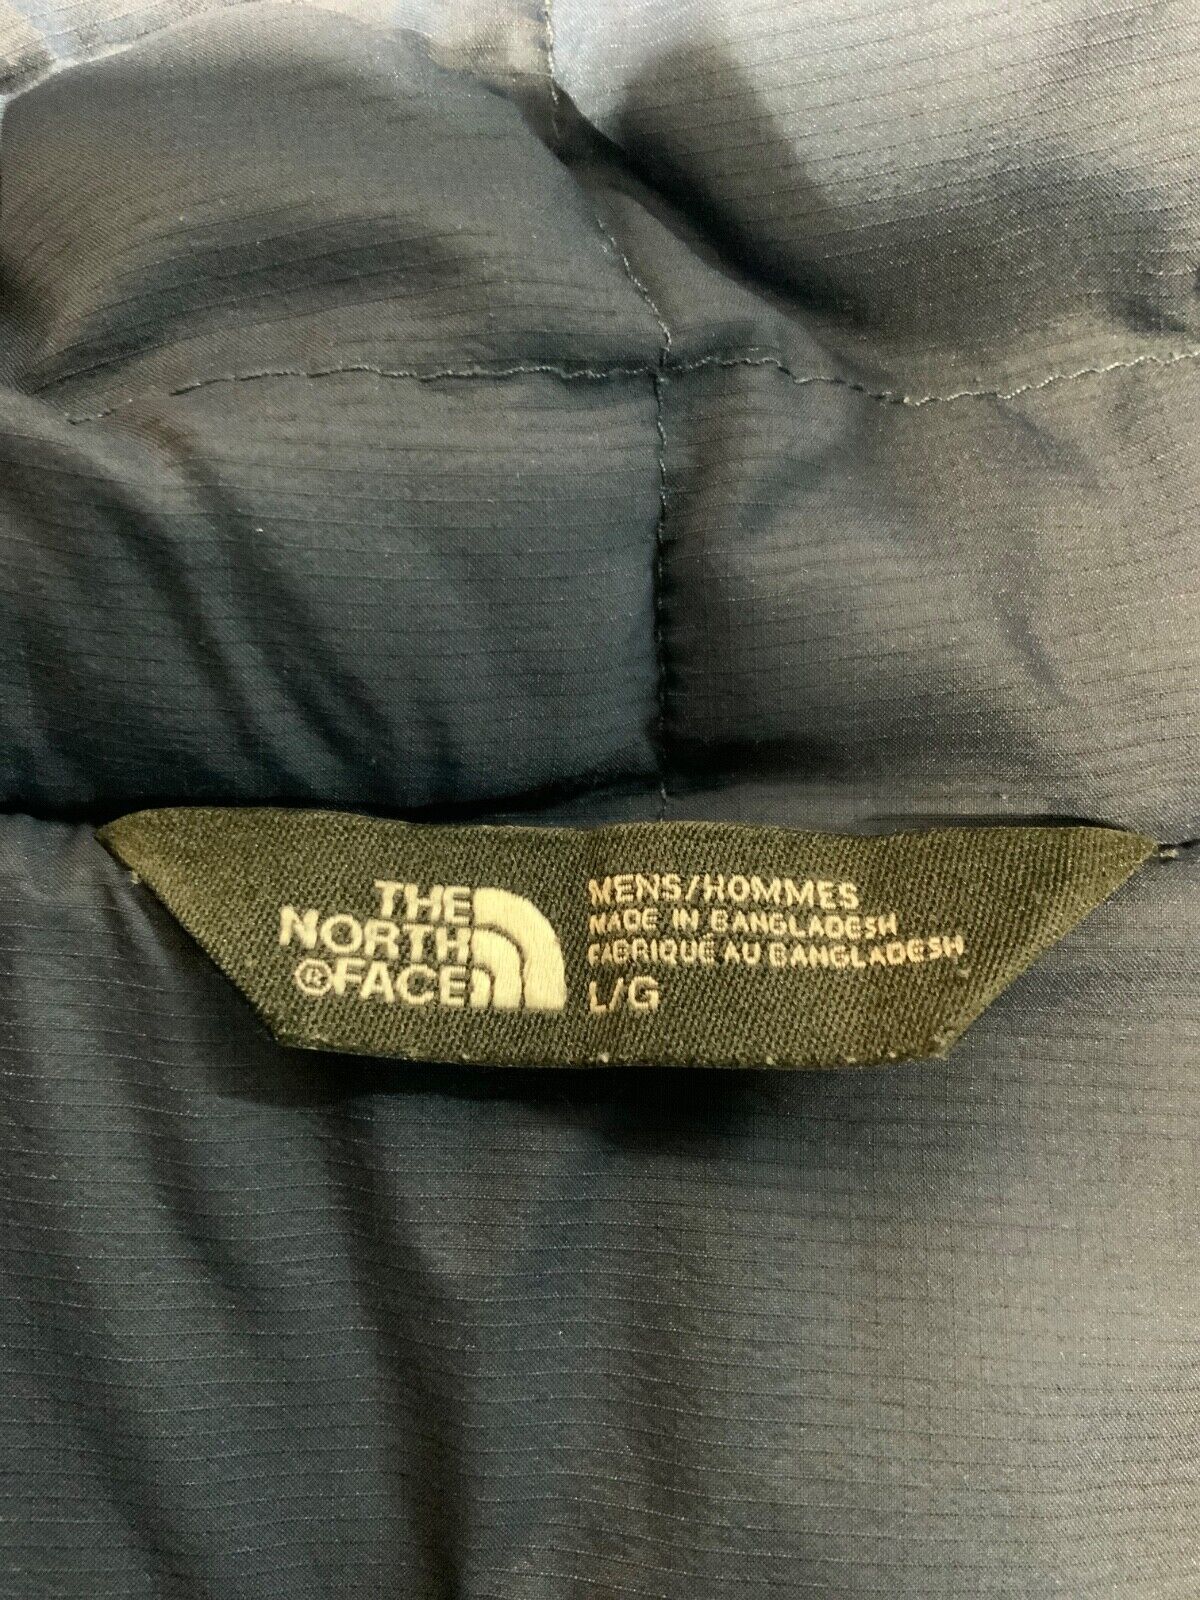 THE
NORTH
®FACE
MENS/HOMMES
MADE IN BANGLADESH
FABRIQUÉ AU BANGLADESH
L/G